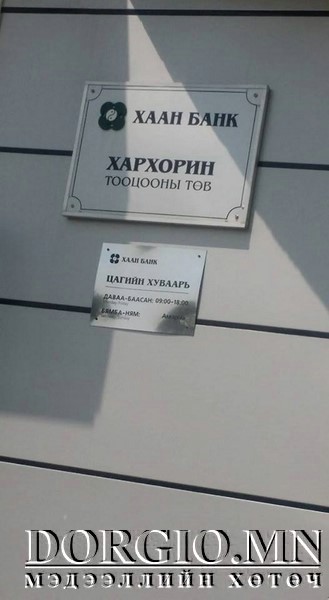 ХААН БАНК
ХАРХОРИН
ТООЦООНЫ ТӨВ
ХААН БАНК
ЦАГИЙН ХУВААРЬ
ДАВАА-БААСАН: 09:00-18:00
БЯМБА-НЯМ:
DORGIO.MN
МЭДЭЭЛЛИЙН ХӨТӨЧ